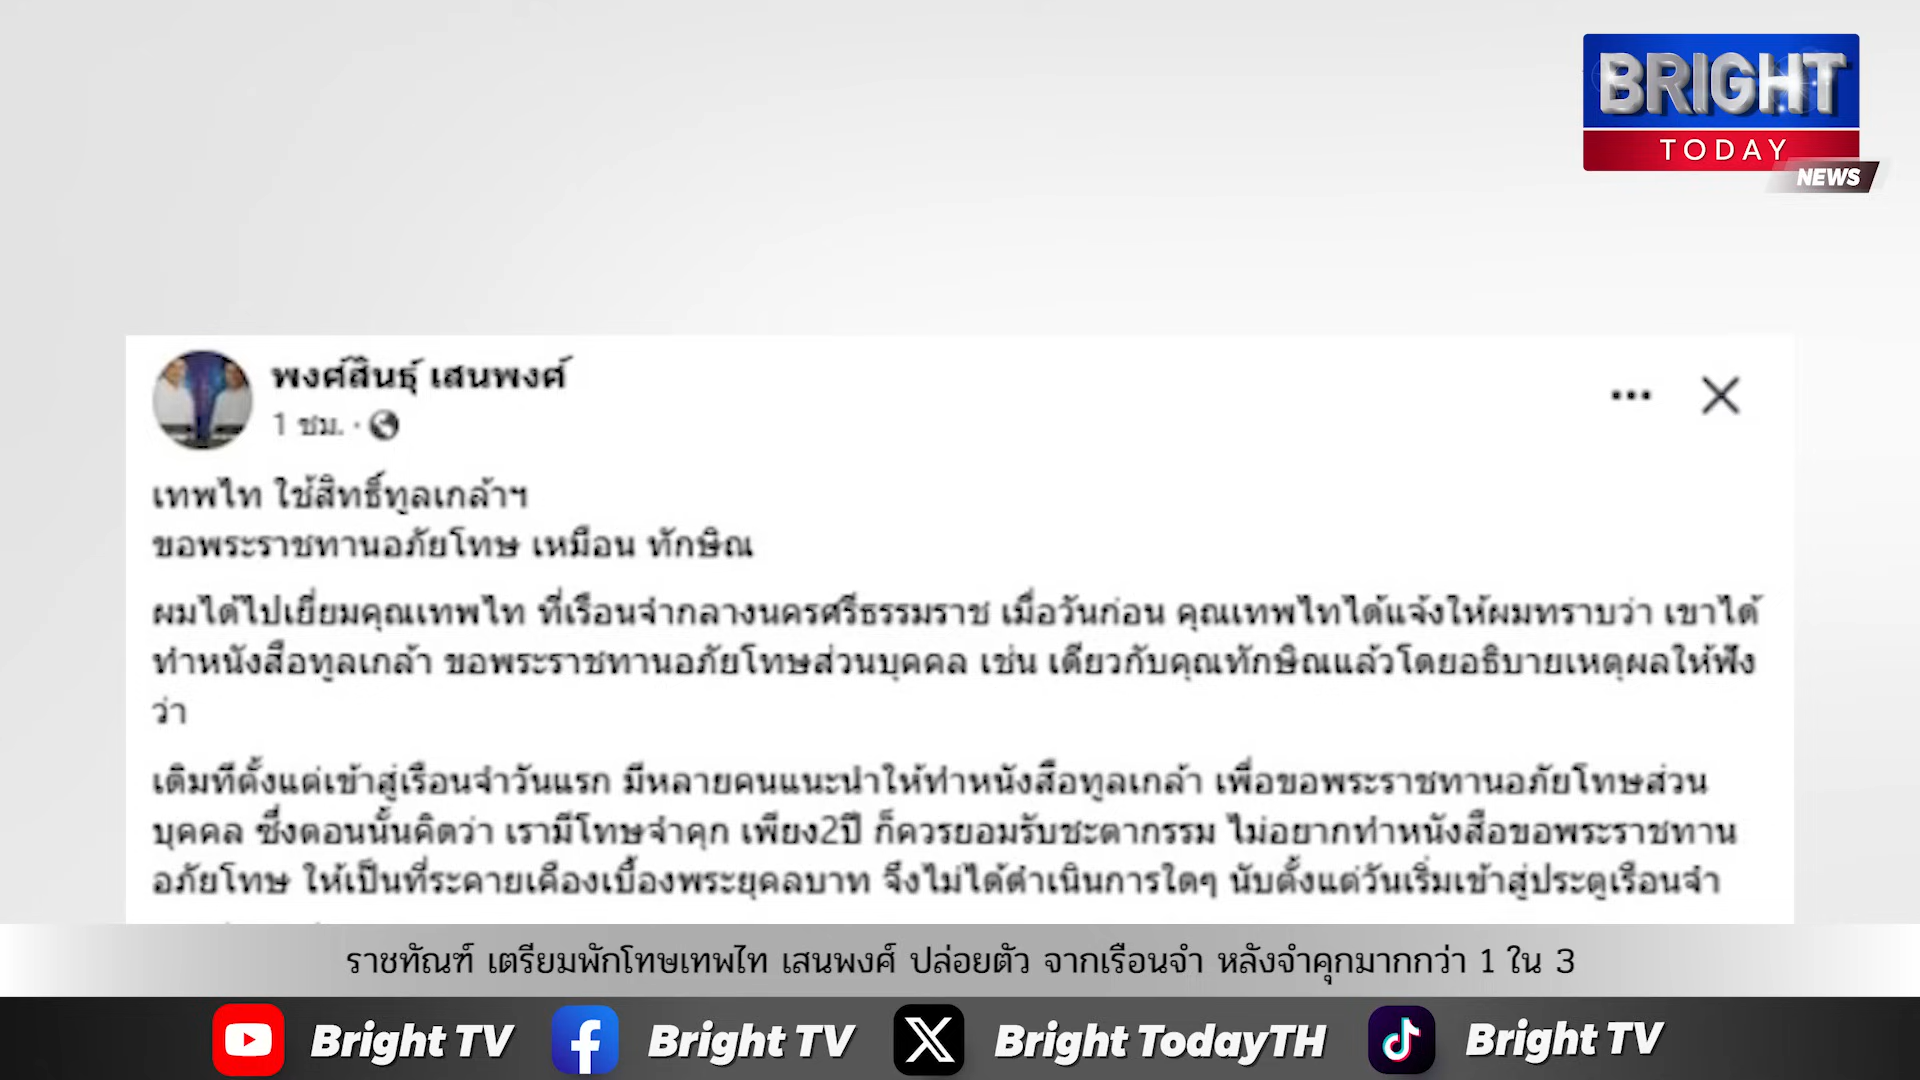 BRIGHT
TODAY
NEWS
พงศ์สินธุ์ เสนพงศ์
1 ชม. ·
เทพไท ใช้สิทธิ์ทูลเกล้าฯ
ขอพระราชทานอภัยโทษ เหมือน ทักษิณ
ผมได้ไปเยี่ยมคุณเทพไท ที่เรือนจำกลางนครศรีธรรมราช เมื่อวันก่อน คุณเทพไทได้แจ้งให้ผมทราบว่า เขาได้
ทำหนังสือทูลเกล้า ขอพระราชทานอภัยโทษส่วนบุคคล เช่น เดียวกับคุณทักษิณแล้วโดยอธิบายเหตุผลให้ฟัง
ว่า
เดิมทีตั้งแต่เข้าสู่เรือนจำวันแรก มีหลายคนแนะนำให้ทำหนังสือทูลเกล้า เพื่อขอพระราชทานอภัยโทษส่วน
บุคคล ซึ่งตอนนั้นคิดว่า เรามีโทษจำคุก เพียง2ปี ก็ควรยอมรับชะตากรรม ไม่อยากทำหนังสือขอพระราชทาน
อภัยโทษ ให้เป็นที่ระคายเคืองเบื้องพระยุคลบาท จึงไม่ได้ดำเนินการใดๆ นับตั้งแต่วันเริ่มเข้าสู่ประตูเรือนจำ
ราชทัณฑ์ เตรียมพักโทษเทพไท เสนพงศ์ ปล่อยตัว จากเรือนจำ หลังจำคุกมากกว่า 1 ใน 3
Bright TV Bright TV Bright TodayTH Bright TV